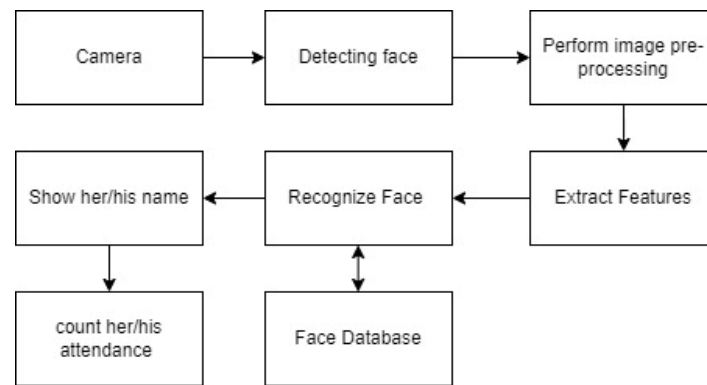 Camera
Detecting face
Perform image pre-
processing
Show her/his name
Recognize Face
Extract Features
count her/his
attendance
Face Database